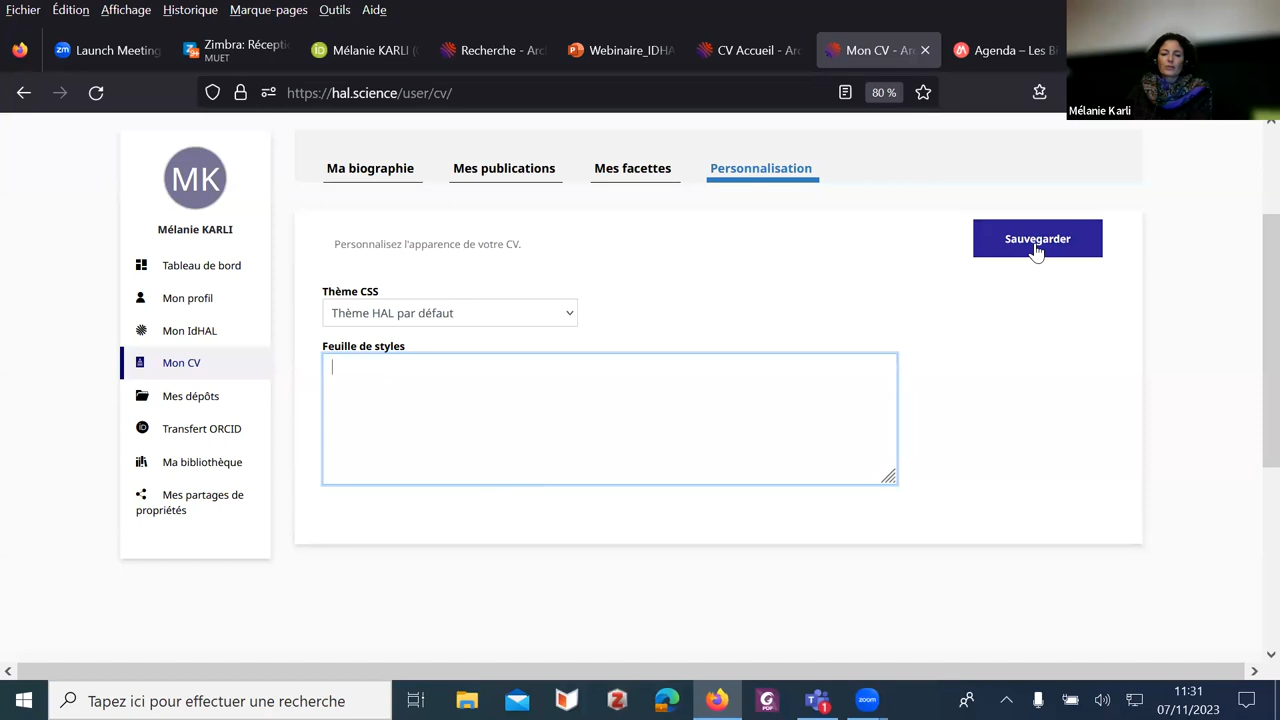 Fichier Édition Affichage Historique Marque-pages Outils Aide
Launch Meeting
Zimbra: Récepti
MUET
Mélanie KARLI (
Recherche - Arc
Webinaire_IDHA
CV Accueil - Arc
Mon CV - Arc
Agenda – Les Bi
https://hal.science/user/cv/
80 %
Mélanie Karli
MK
Mélanie KARLI
Tableau de bord
Mon profil
Mon IdHAL
Mon CV
Mes dépôts
Transfert ORCID
Ma bibliothèque
Mes partages de
propriétés
Ma biographie Mes publications Mes facettes Personnalisation
Personnalisez l'apparence de votre CV.
Sauvegarder
Thème CSS
Thème HAL par défaut
Feuille de styles
Tapez ici pour effectuer une recherche
11:31
07/11/2023